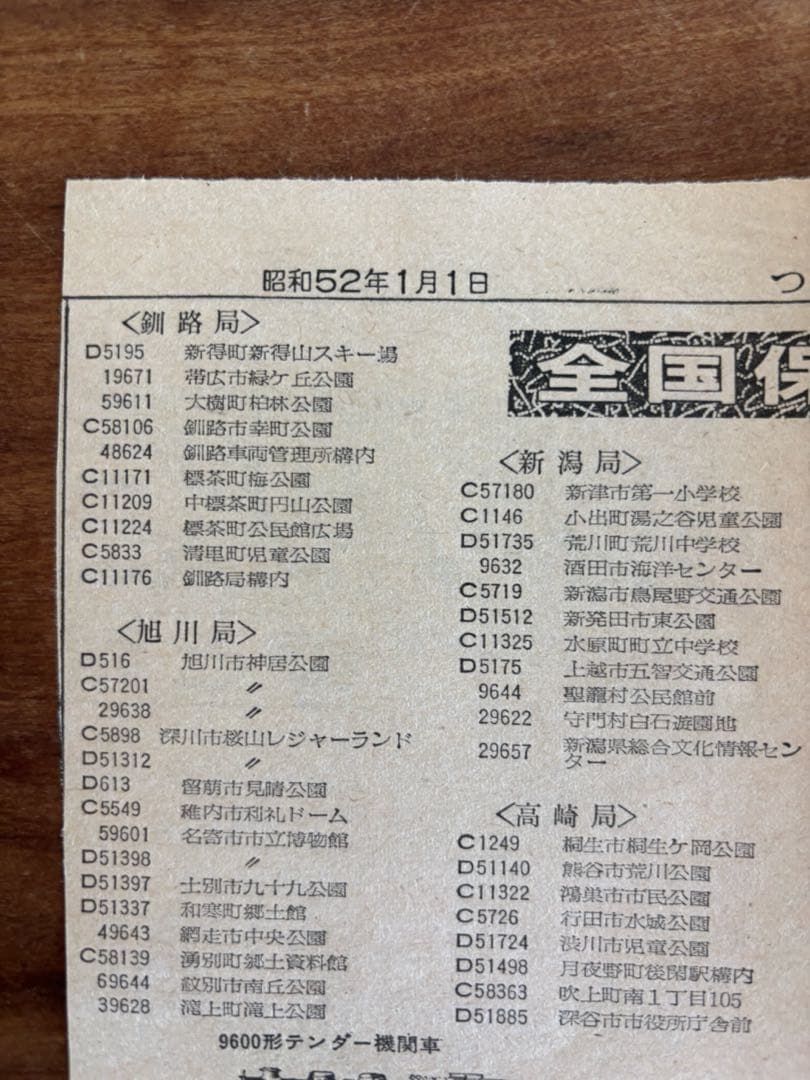 昭和52年1月1日
つ
全国保
〈釧路局〉
D5195 新得町新得山スキー場
19671 帯広市緑ケ丘公園
59611 大樹町柏林公園
C58106 釧路市幸町公園
48624 釧路車両管理所構内
C11171 標茶町梅公園
C11209 中標茶町円山公園
C11224 標茶町公民館広場
C5833 清里町児童公園
C11176 釧路局構内
〈旭川局〉
D516 旭川市神居公園
C57201 〃
29638 〃
C5898 深川市桜山レジャーランド
D51312 〃
D613 留萌市見晴公園
C5549 稚内市利礼ドーム
59601 名寄市市立博物館
D51398 〃
D51397 士別市九十九公園
D51337 和寒町郷土館
49643 網走市中央公園
C58139 湧別町郷土資料館
69644 紋別市南丘公園
39628 滝上町滝上公園
9600形テンダー機関車
〈新潟局〉
C57180 新津市第一小学校
C1146 小出町湯之谷児童公園
D51735 荒川町荒川中学校
9632 酒田市海洋センター
C5719 新潟市鳥屋野交通公園
D51512 新発田市東公園
C11325 水原町町立中学校
D5175 上越市五智交通公園
9644 聖籠村公民館前
29622 守門村白石遊園地
29657 新潟県総合文化情報セン
ター
〈高崎局〉
C1249 桐生市桐生ケ岡公園
D51140 熊谷市荒川公園
C11322 鴻巣市市民公園
C5726 行田市水城公園
D51724 渋川市児童公園
D51498 月夜野町後閑駅構内
C58363 吹上町南1丁目105
D51885 深谷市市役所庁舎前